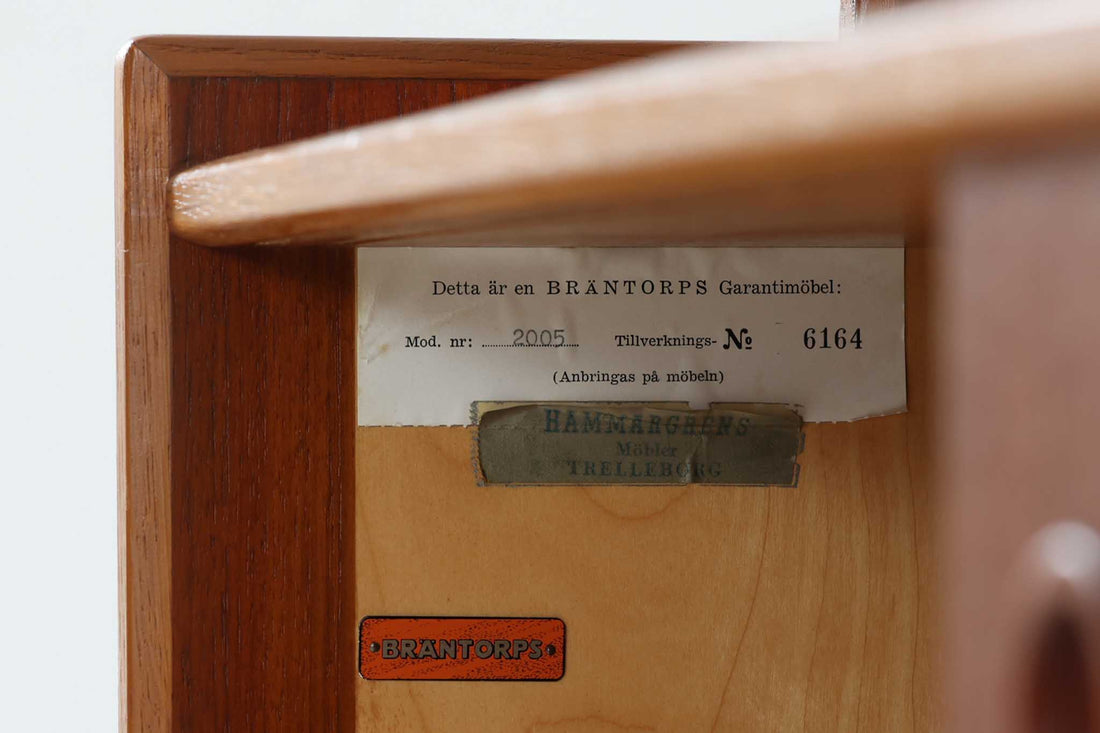 Detta är en BRÄNTORPS Garantimöbel:
Mod. nr: 2005 Tillverknings- № 6164
(Anbringas på möbeln)
HAMMARGRENS
Möbler
TRELLEBORG
BRÄNTORPS